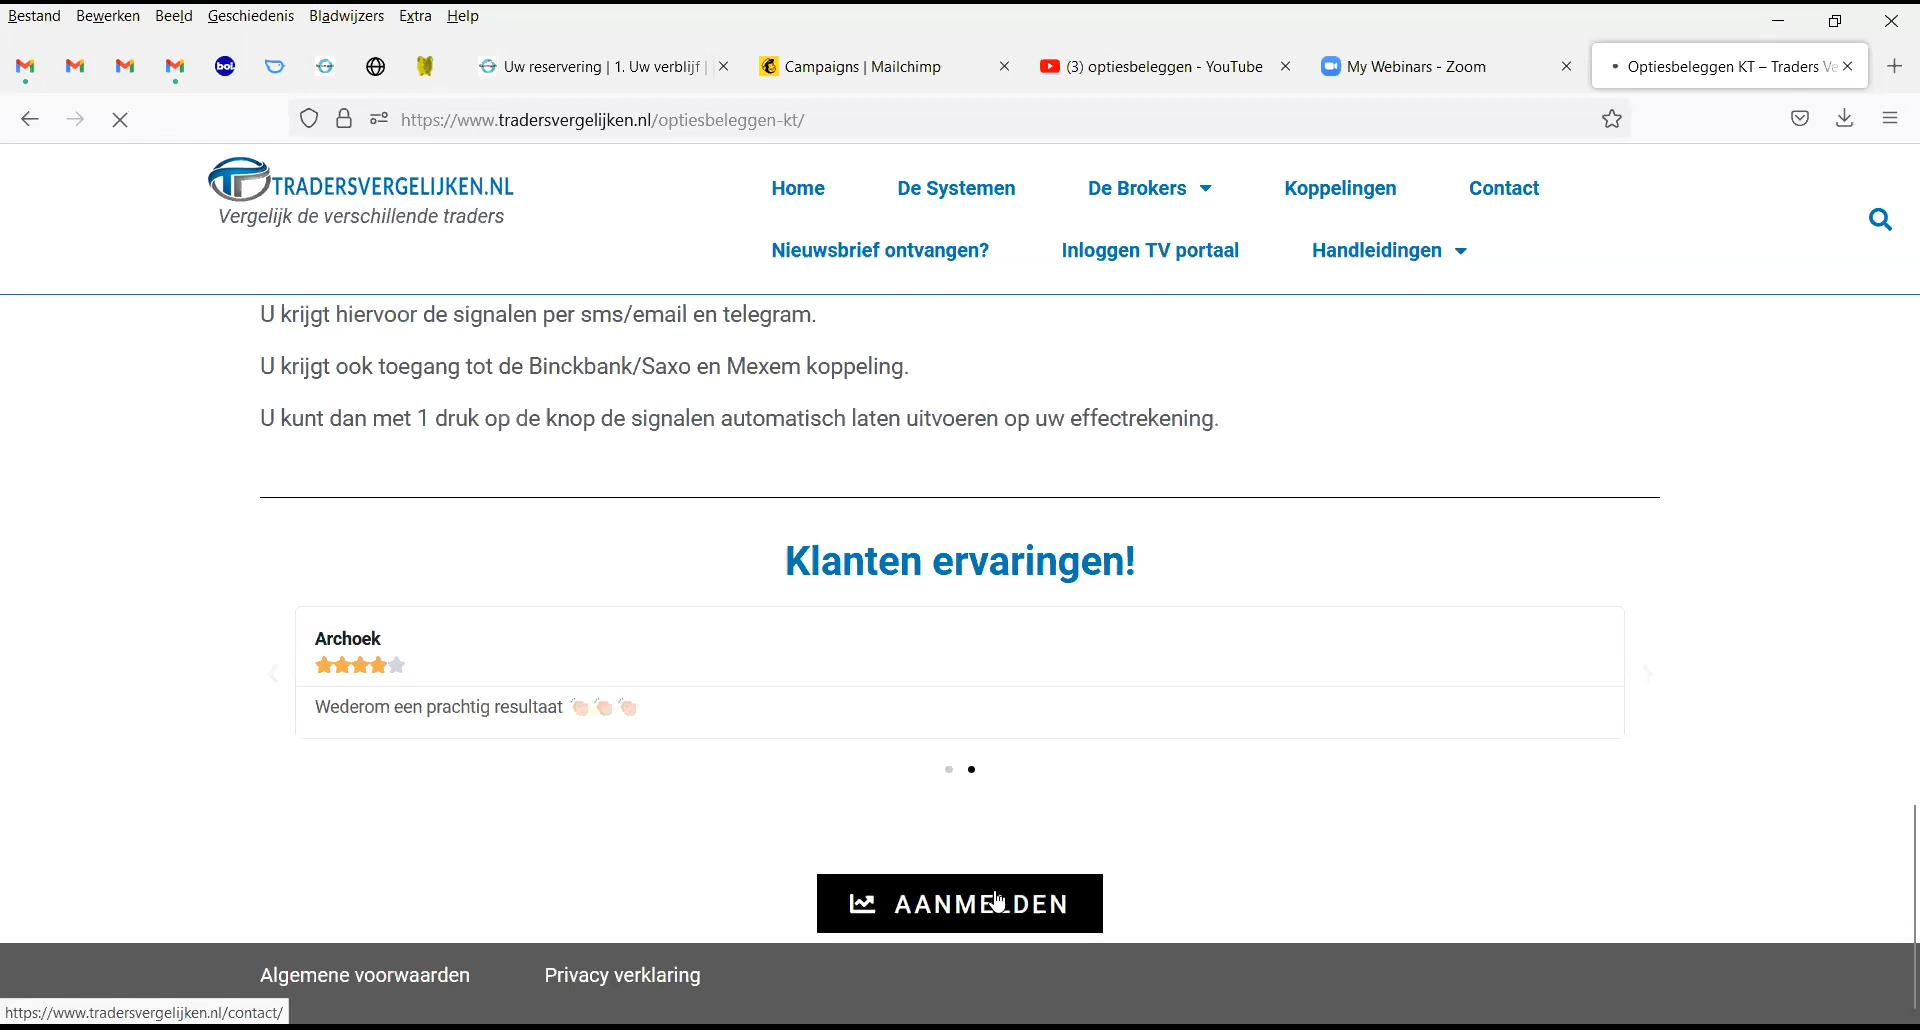 Bestand Bewerken Beeld Geschiedenis Bladwijzers Extra Help
bol. Uw reservering | 1. Uw verblijf | Campaigns | Mailchimp (3) optiesbeleggen - YouTube My Webinars - Zoom Optiesbeleggen KT – Traders Ve
https://www.tradersvergelijken.nl/optiesbeleggen-kt/
TRADERSVERGELIJKEN.NL
Vergelijk de verschillende traders
Home De Systemen De Brokers Koppelingen Contact
Nieuwsbrief ontvangen? Inloggen TV portaal Handleidingen
U krijgt hiervoor de signalen per sms/email en telegram.
U krijgt ook toegang tot de Binckbank/Saxo en Mexem koppeling.
U kunt dan met 1 druk op de knop de signalen automatisch laten uitvoeren op uw effectrekening.
Klanten ervaringen!
Archoek
Wederom een prachtig resultaat 👏🏻👏🏻👏🏻
AANMELDEN
Algemene voorwaarden Privacy verklaring
https://www.tradersvergelijken.nl/contact/